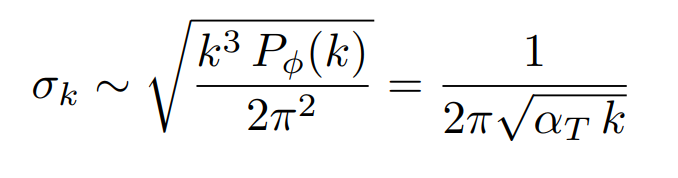 σ_k ∼ √(k³ P_ϕ(k) / 2π²) = 1 / (2π√(α_T k))